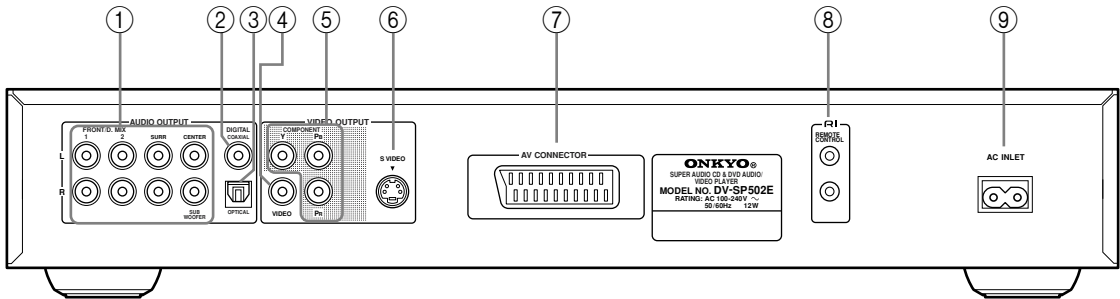 ① ② ③ ④ ⑤ ⑥ ⑦ ⑧ ⑨
AUDIO OUTPUT
FRONT/D. MIX
1 2 SURR CENTER
DIGITAL
COAXIAL
L
R
SUB
WOOFER
OPTICAL
VIDEO OUTPUT
COMPONENT
Y PB
VIDEO
PR
S VIDEO
AV CONNECTOR
ONKYO®
SUPER AUDIO CD & DVD AUDIO/
VIDEO PLAYER
MODEL NO. DV-SP502E
RATING: AC 100-240V ~
50/60Hz 12W
RI
REMOTE
CONTROL
AC INLET